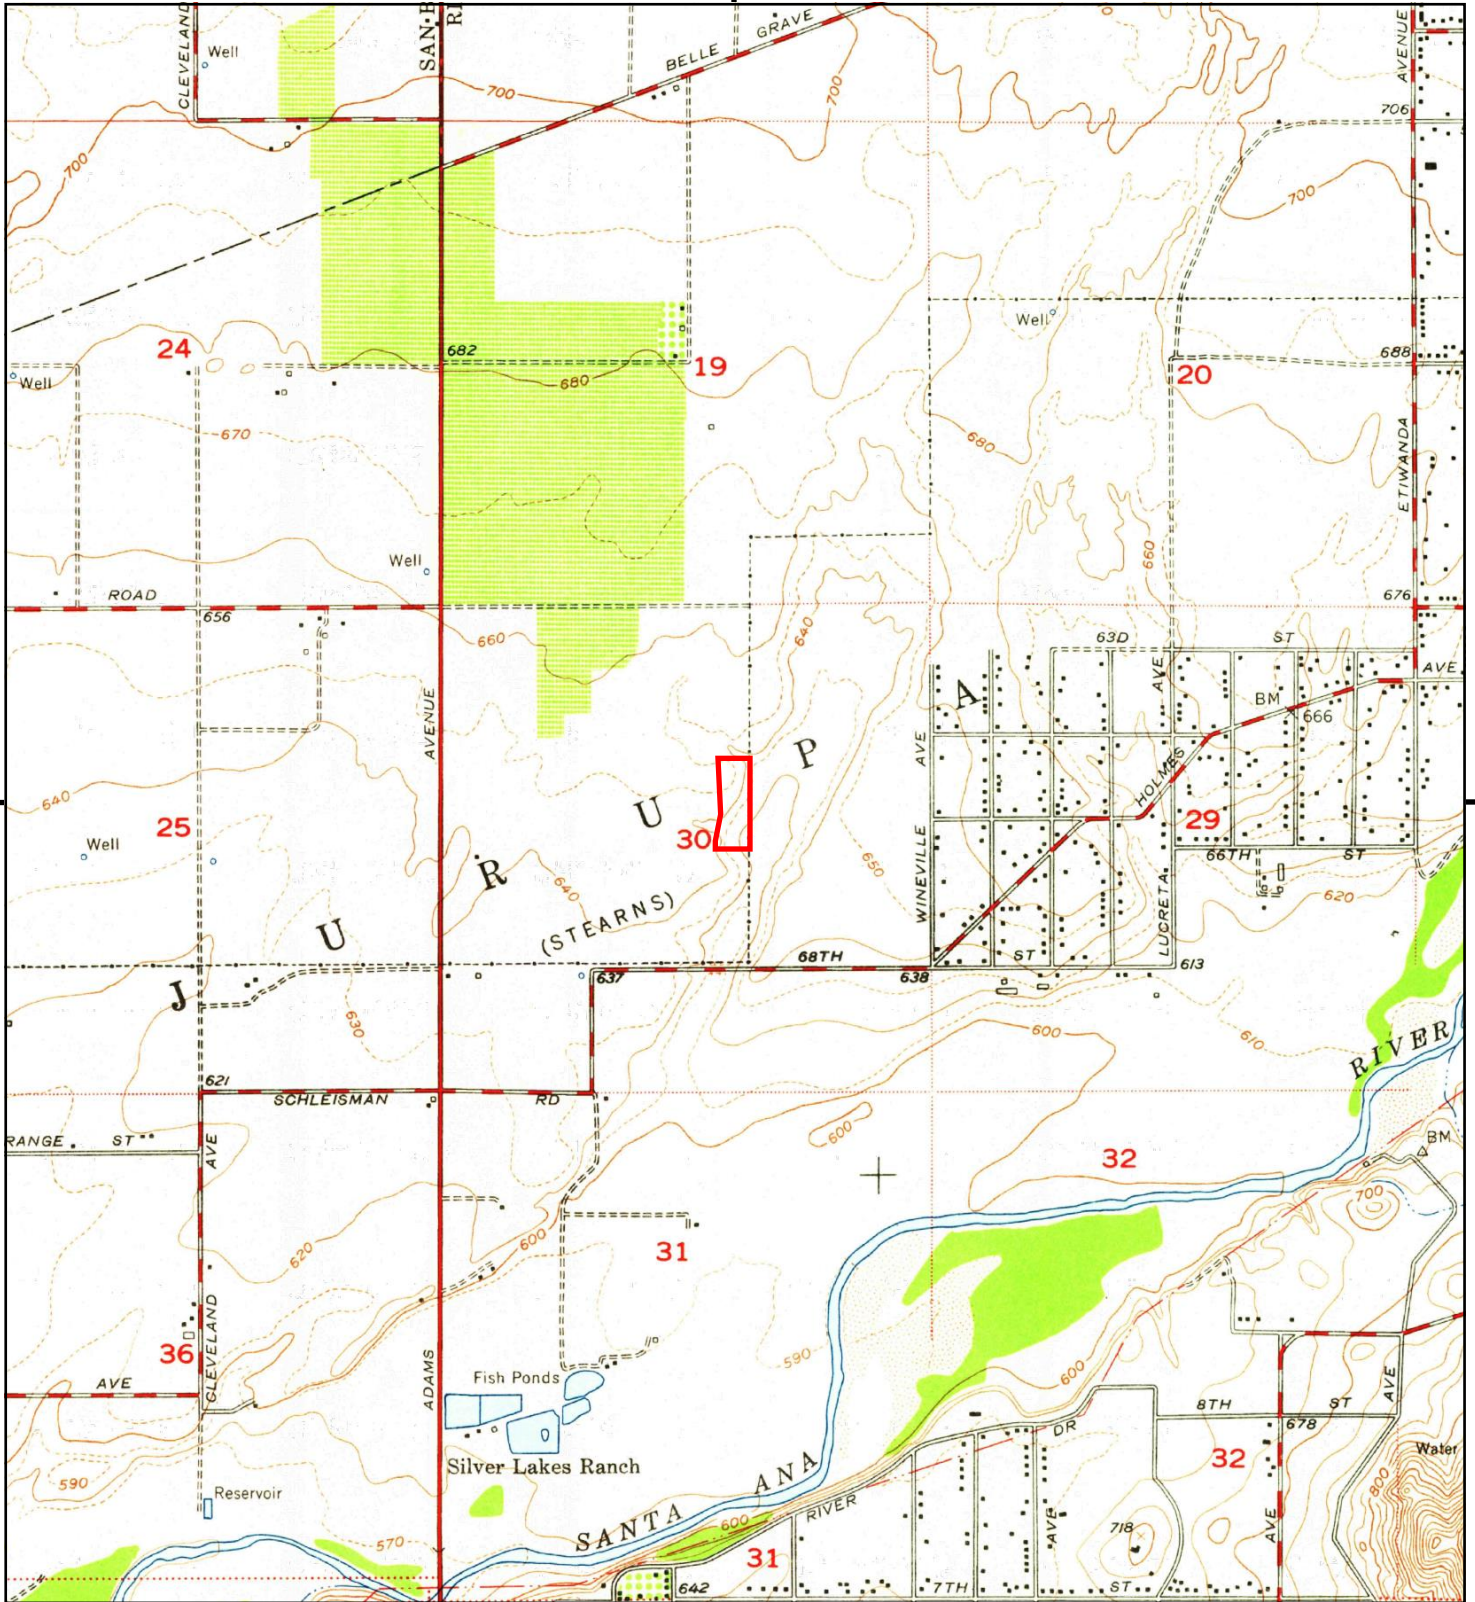 CLEVELAND
SAN B
RI
BELLE GRAVE
AVENUE
Well
700
700
700
706
700
Well
24
682
19
688
20
Well
680
670
680
ETIWANDA
Well
660
ROAD
656
676
660
640
63D ST
AVE
AVE
BM
666
AVENUE
AVE
A
P
HOLMES
640
U
25
30
29
Well
66TH ST
650
620
R
640
WINEVILLE
LUCRETA
(STEARNS)
U
68TH ST
637
638
613
J
630
600
610
RIVER
621
SCHLEISMAN RD
RANGE ST
AVE
600
32
BM
700
620
600
31
CLEVELAND
36
590
AVE
ADAMS
Fish Ponds
600
AVE
8TH ST
678
DR
32
Water
Silver Lakes Ranch
590
Reservoir
800
SANTA ANA
RIVER
600
AVE
718
AVE
570
31
642
7TH ST